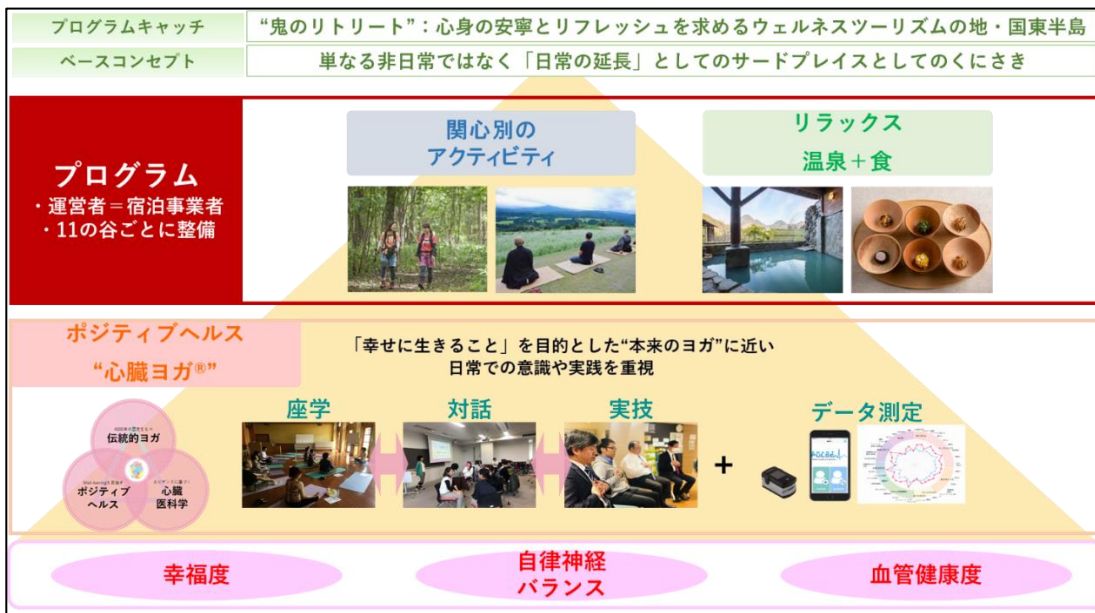 プログラムキャッチ
“鬼のリトリート”：心身の安寧とリフレッシュを求めるウェルネスツーリズムの地・国東半島
ベースコンセプト
単なる非日常ではなく「日常の延長」としてのサードプレイスとしてのくにさき
プログラム
・運営者＝宿泊事業者
・11の谷ごとに整備
関心別の
アクティビティ
リラックス
温泉＋食
ポジティブヘルス
“心臓ヨガ®”
「幸せに生きること」を目的とした“本来のヨガ”に近い
日常での意識や実践を重視
伝統的ヨガ
ポジティブ
ヘルス
心臓
医科学
座学
対話
実技
+
データ測定
幸福度
自律神経
バランス
血管健康度